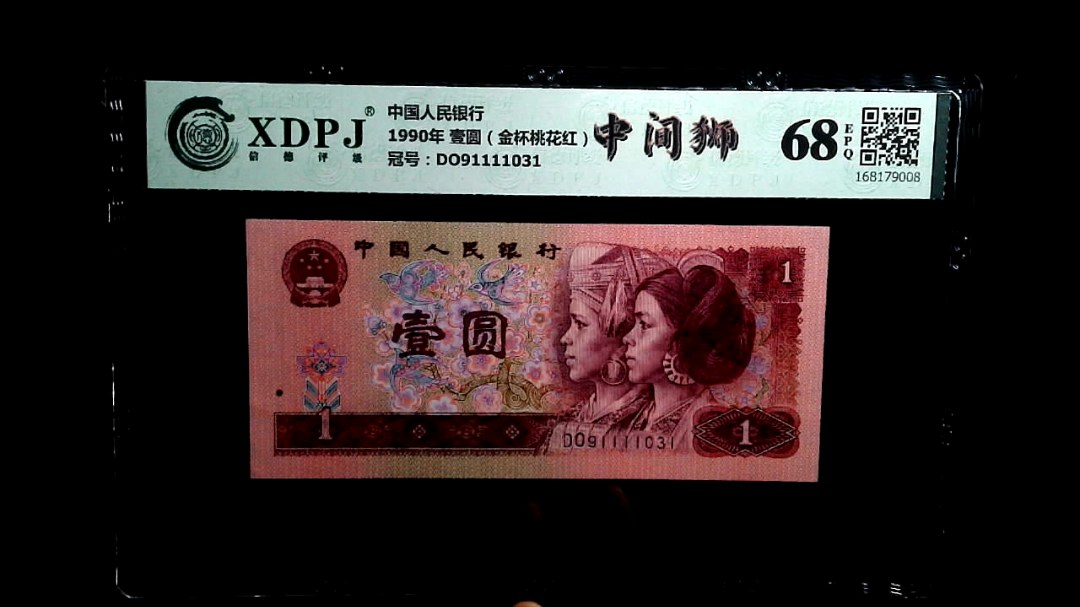 XDPJ®
信德评级
中国人民银行
1990年 壹圆（金杯桃花红）
冠号：DO91111031
中间狮
68
EPQ
168179008
中國人民银行
1
壹圆
1
DO91111031
1